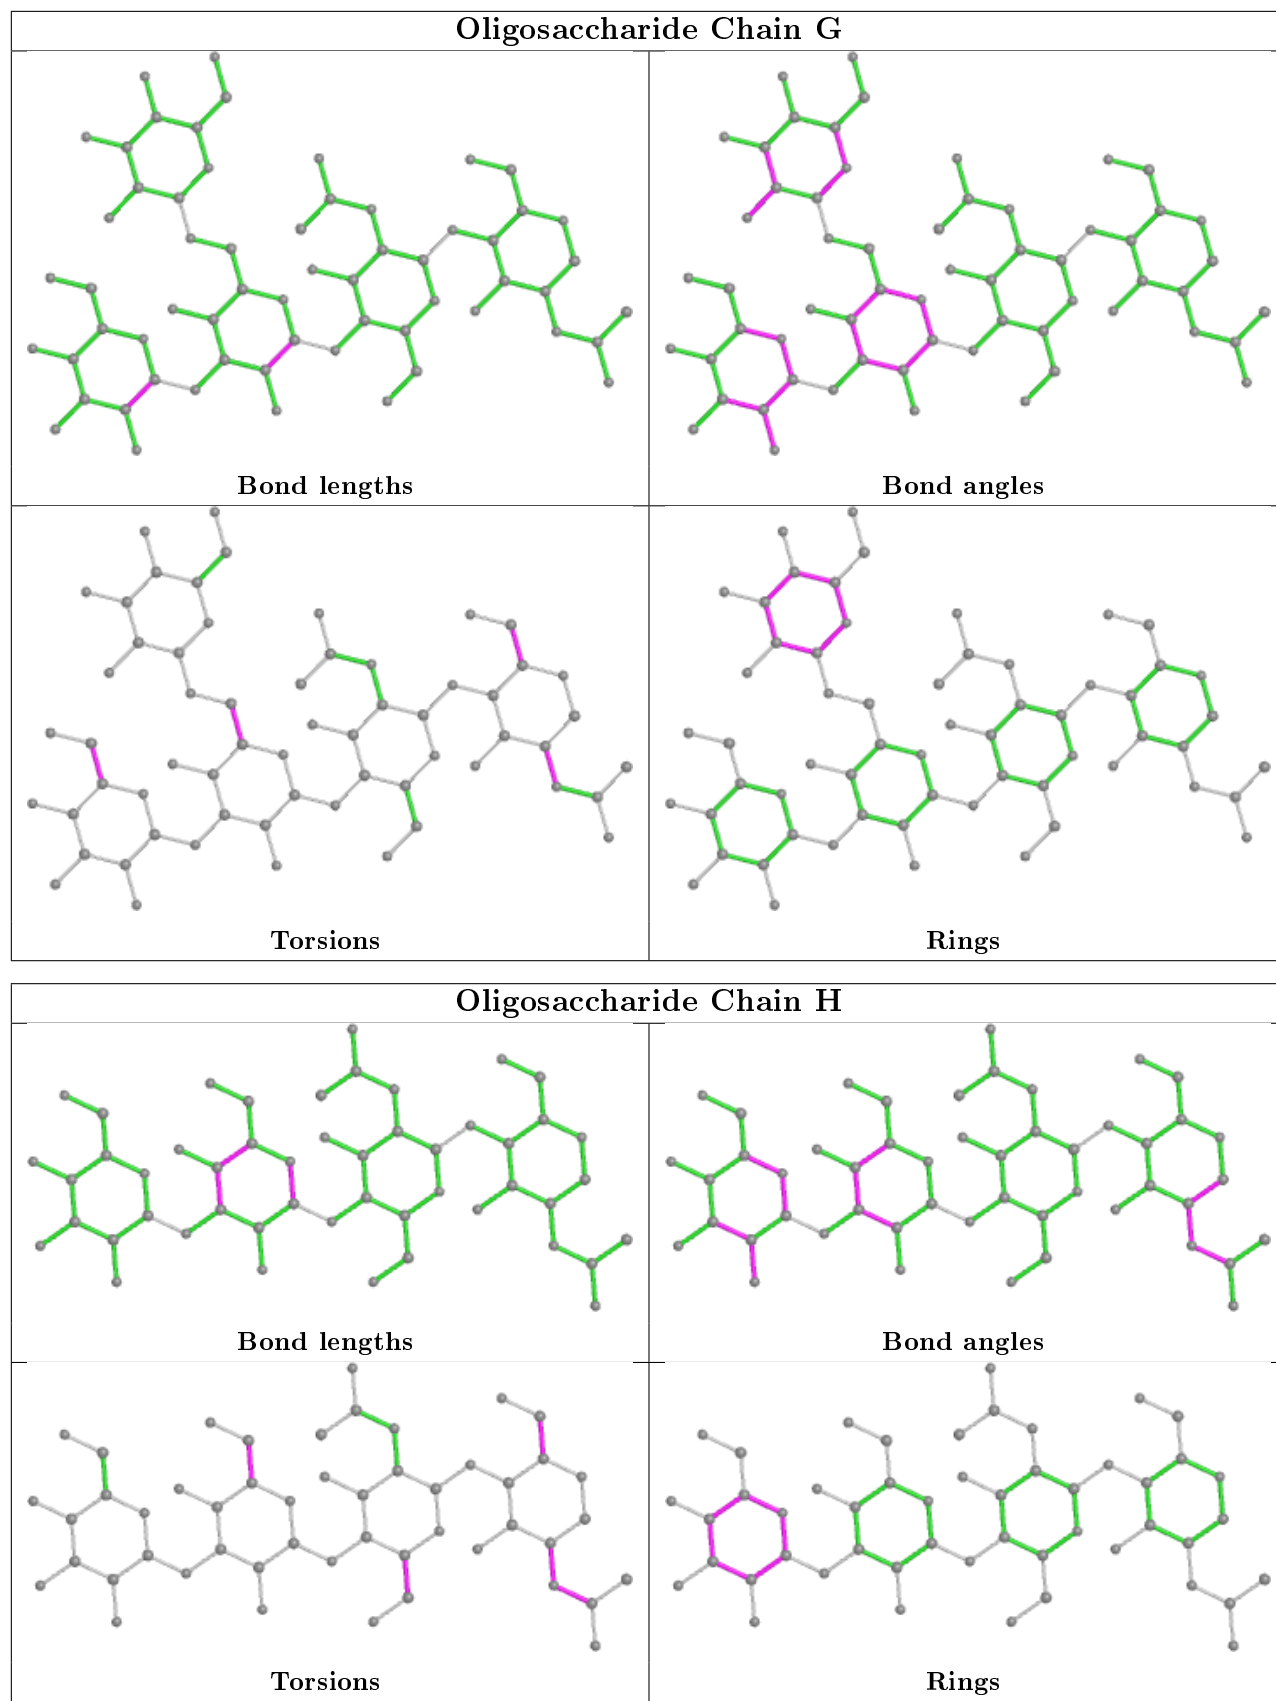 Oligosaccharide Chain G
Bond lengths
Bond angles
Torsions
Rings
Oligosaccharide Chain H
Bond lengths
Bond angles
Torsions
Rings